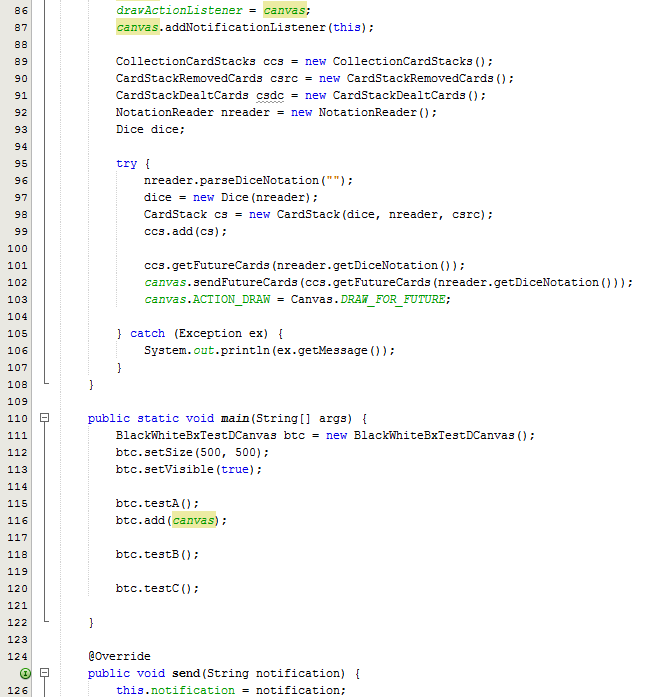 86 drawActionListener = canvas;
87 canvas.addNotificationListener(this);
88
89 CollectionCardStacks ccs = new CollectionCardStacks();
90 CardStackRemovedCards csrc = new CardStackRemovedCards();
91 CardStackDealtCards csdc = new CardStackDealtCards();
92 NotationReader nreader = new NotationReader();
93 Dice dice;
94
95 try {
96 nreader.parseDiceNotation("");
97 dice = new Dice(nreader);
98 CardStack cs = new CardStack(dice, nreader, csrc);
99 ccs.add(cs);
100
101 ccs.getFutureCards(nreader.getDiceNotation());
102 canvas.sendFutureCards(ccs.getFutureCards(nreader.getDiceNotation()));
103 canvas.ACTION_DRAW = Canvas.DRAW_FOR_FUTURE;
104
105 } catch (Exception ex) {
106 System.out.println(ex.getMessage());
107 }
108 }
109
110 public static void main(String[] args) {
111 BlackWhiteBxTestDCanvas btc = new BlackWhiteBxTestDCanvas();
112 btc.setSize(500, 500);
113 btc.setVisible(true);
114
115 btc.testA();
116 btc.add(canvas);
117
118 btc.testB();
119
120 btc.testC();
121
122 }
123
124 @Override
public void send(String notification) {
126 this.notification = notification;